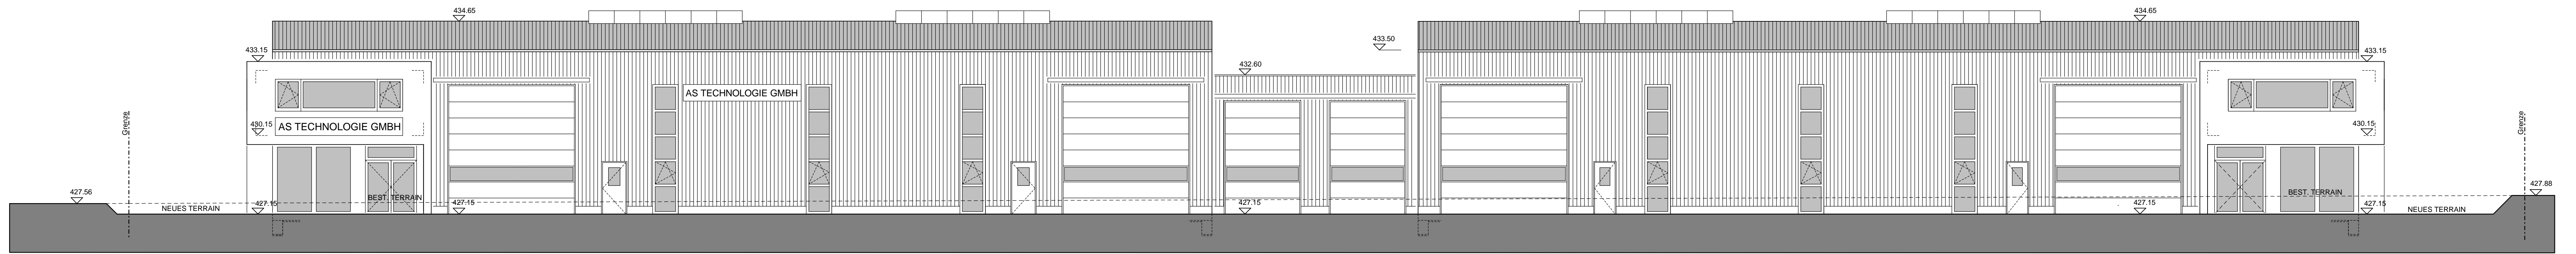 434.65
434.65
433.50
433.15
433.15
432.60
AS TECHNOLOGIE GMBH
Grenze
430.15
AS TECHNOLOGIE GMBH
430.15
Grenze
427.56
BEST. TERRAIN
BEST. TERRAIN
427.88
NEUES TERRAIN
427.15
427.15
427.15
427.15
427.15
NEUES TERRAIN